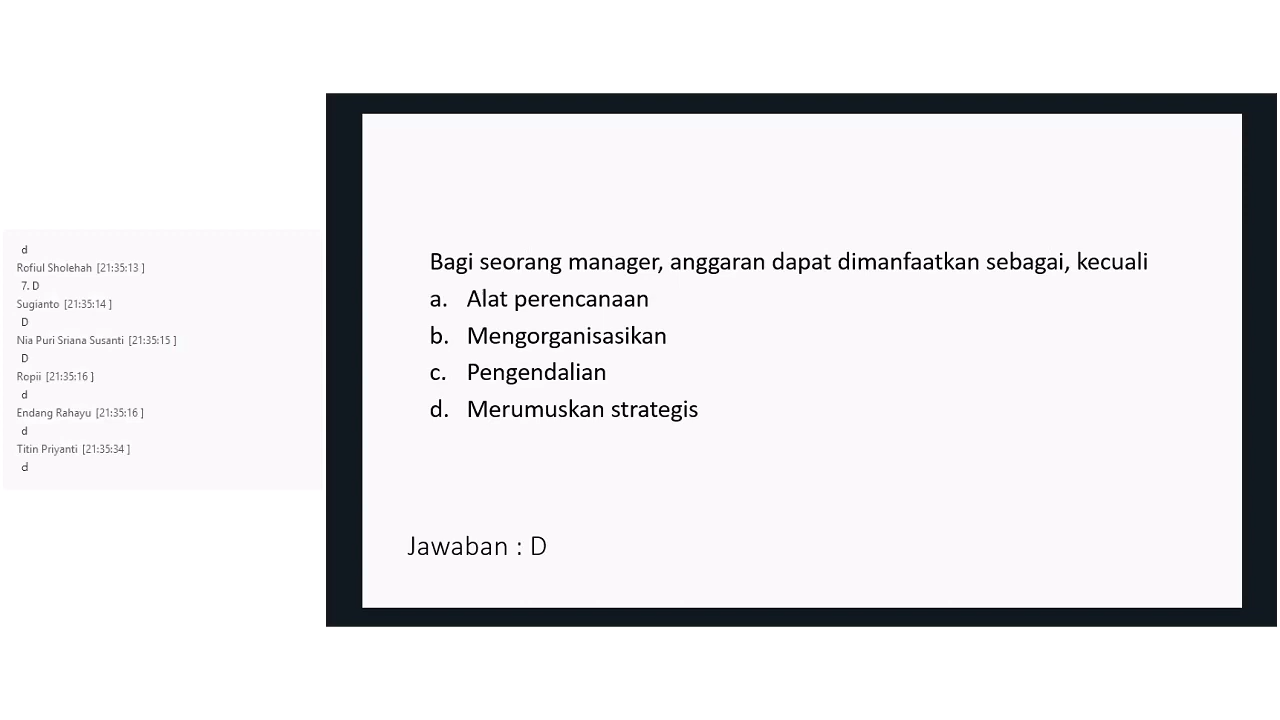 d
Rofiul Sholehah [21:35:13 ]
7. D
Sugianto [21:35:14 ]
D
Nia Puri Sriana Susanti [21:35:15 ]
D
Ropii [21:35:16 ]
d
Endang Rahayu [21:35:16 ]
d
Titin Priyanti [21:35:34 ]
d
Bagi seorang manager, anggaran dapat dimanfaatkan sebagai, kecuali
a. Alat perencanaan
b. Mengorganisasikan
c. Pengendalian
d. Merumuskan strategis
Jawaban : D